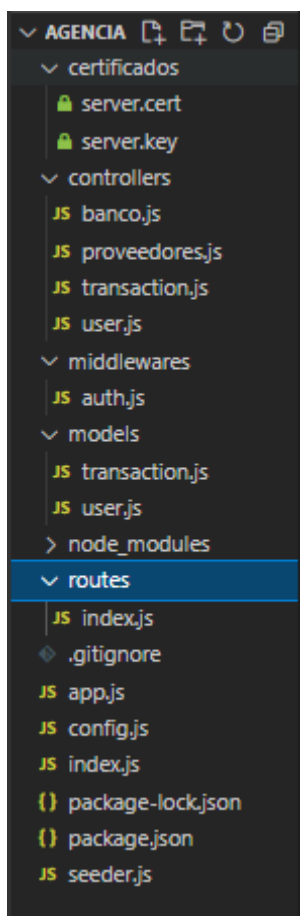 AGENCIA
certificados
server.cert
server.key
controllers
JS banco.js
JS proveedores.js
JS transaction.js
JS user.js
middlewares
JS auth.js
models
JS transaction.js
JS user.js
node_modules
routes
JS index.js
.gitignore
JS app.js
JS config.js
JS index.js
{} package-lock.json
{} package.json
JS seeder.js